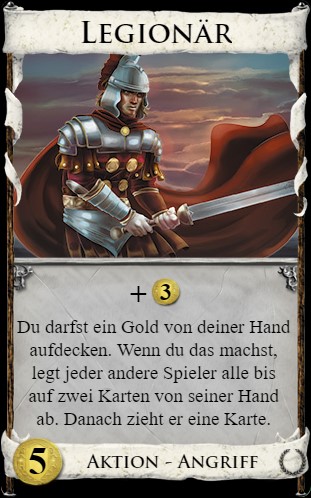 Legionär
+ 3
Du darfst ein Gold von deiner Hand
aufdecken. Wenn du das machst,
legt jeder andere Spieler alle bis
auf zwei Karten von seiner Hand
ab. Danach zieht er eine Karte.
5
Aktion - Angriff